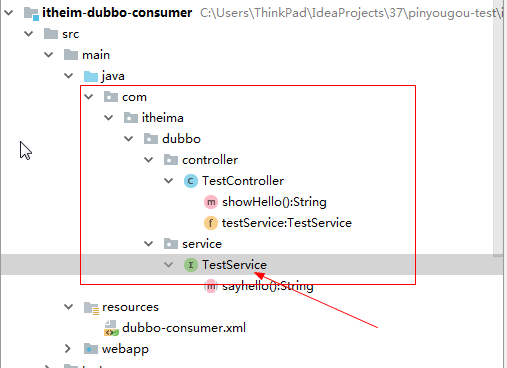 itheim-dubbo-consumer C:\Users\ThinkPad\IdeaProjects\37\pinyougou-test\i
src
main
java
com
itheima
dubbo
controller
C TestController
m showHello():String
f testService:TestService
service
I TestService
m sayhello():String
resources
dubbo-consumer.xml
webapp